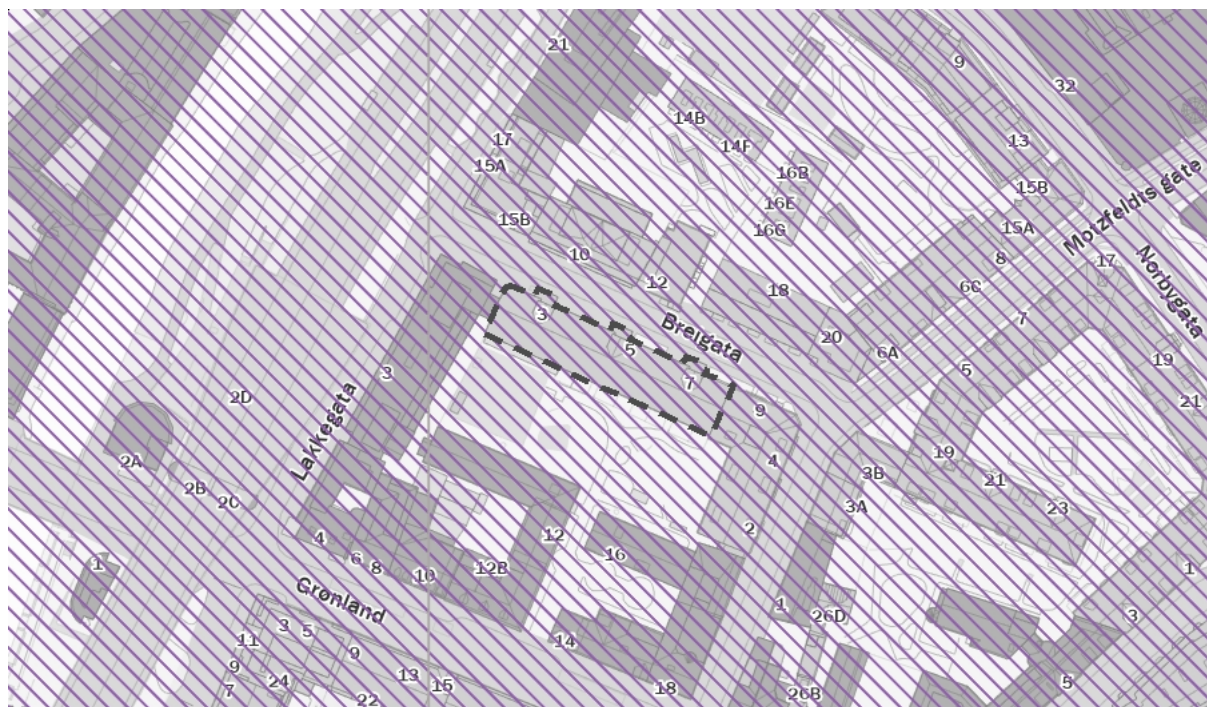 21
9
32
14B
14F
17
15A
13
16B
15B
16E
15A
16G
15B
10
8
Motzfeldts gate
17
12
18
6C
Norbygata
3
7
Breigata
5
20
6A
3
7
5
19
2D
9
21
Lakkegata
2A
4
3B
19
21
2B
2C
3A
23
2
4
6
12
8
16
10
12B
1
1
Grønland
1
26D
3
3
5
11
9
14
9
24
13
15
18
5
7
22
26B